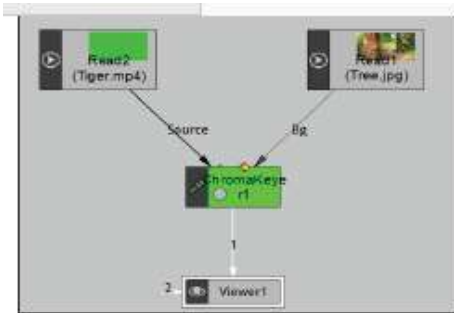 Read2
(Tiger.mp4)
Read1
(Tree.jpg)
Source
Bg
ChromaKeye
r1
1
2
Viewer1